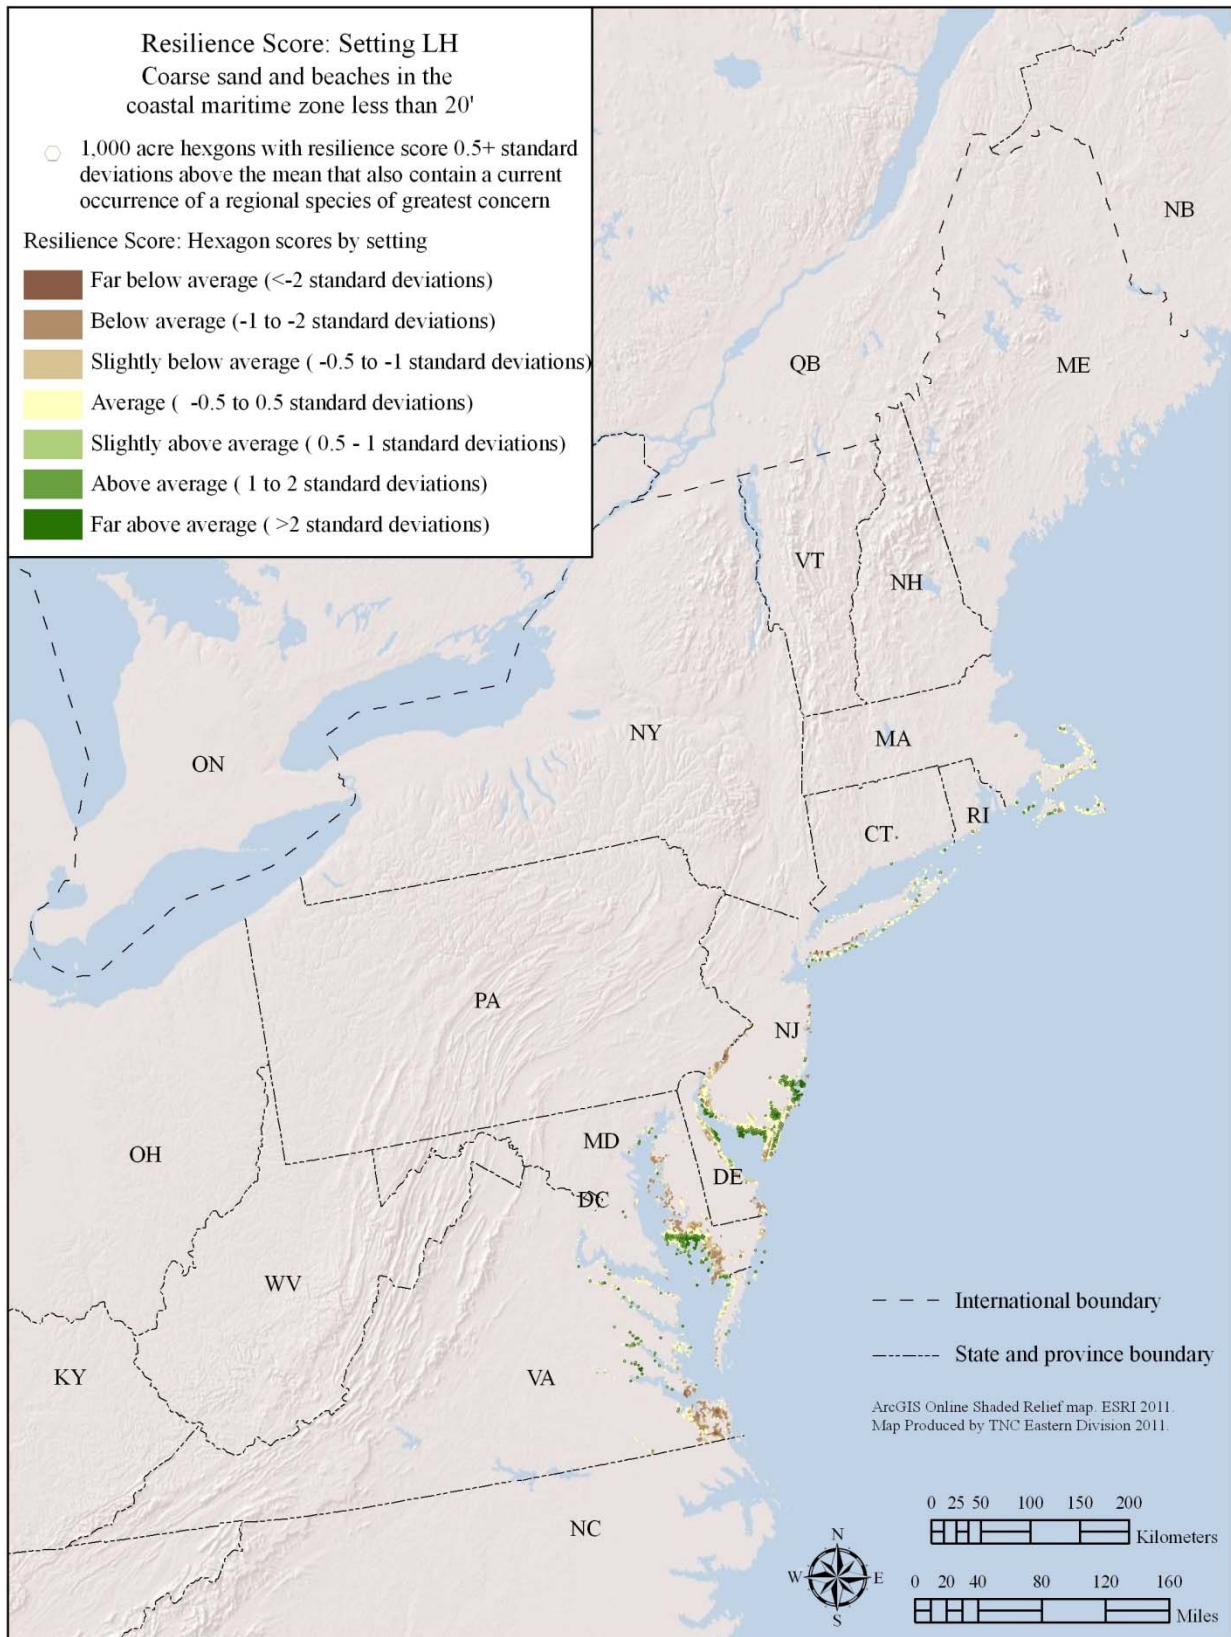 Resilience Score: Setting LH
Coarse sand and beaches in the
coastal maritime zone less than 20'
1,000 acre hexgons with resilience score 0.5+ standard
deviations above the mean that also contain a current
occurrence of a regional species of greatest concern
Resilience Score: Hexagon scores by setting
Far below average (<-2 standard deviations)
Below average (-1 to -2 standard deviations)
Slightly below average ( -0.5 to -1 standard deviations)
Average ( -0.5 to 0.5 standard deviations)
Slightly above average ( 0.5 - 1 standard deviations)
Above average ( 1 to 2 standard deviations)
Far above average ( >2 standard deviations)
NB
QB
ME
VT
NH
NY
MA
ON
CT
RI
PA
NJ
MD
OH
DE
DC
WV
International boundary
State and province boundary
KY
VA
ArcGIS Online Shaded Relief map. ESRI 2011.
Map Produced by TNC Eastern Division 2011.
NC
0 25 50 100 150 200
Kilometers
N
W E
S
0 20 40 80 120 160
Miles